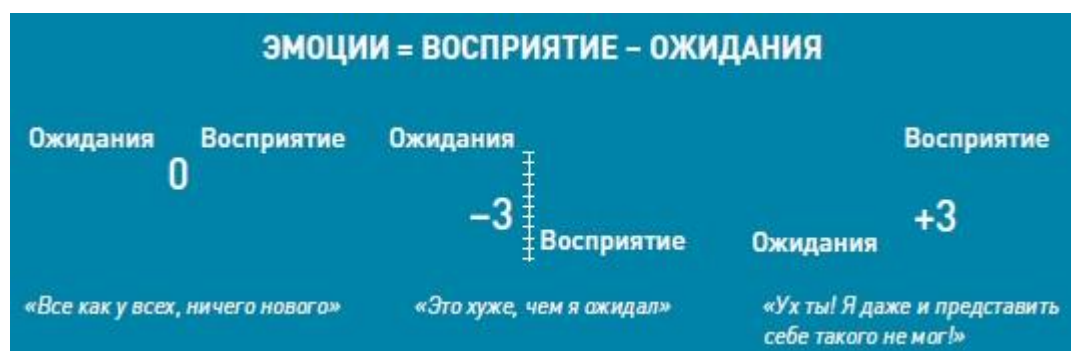 ЭМОЦИИ = ВОСПРИЯТИЕ – ОЖИДАНИЯ
Ожидания Восприятие
0
«Все как у всех, ничего нового»
Ожидания
–3
Восприятие
«Это хуже, чем я ожидал»
Восприятие
+3
Ожидания
«Ух ты! Я даже и представить
себе такого не мог!»